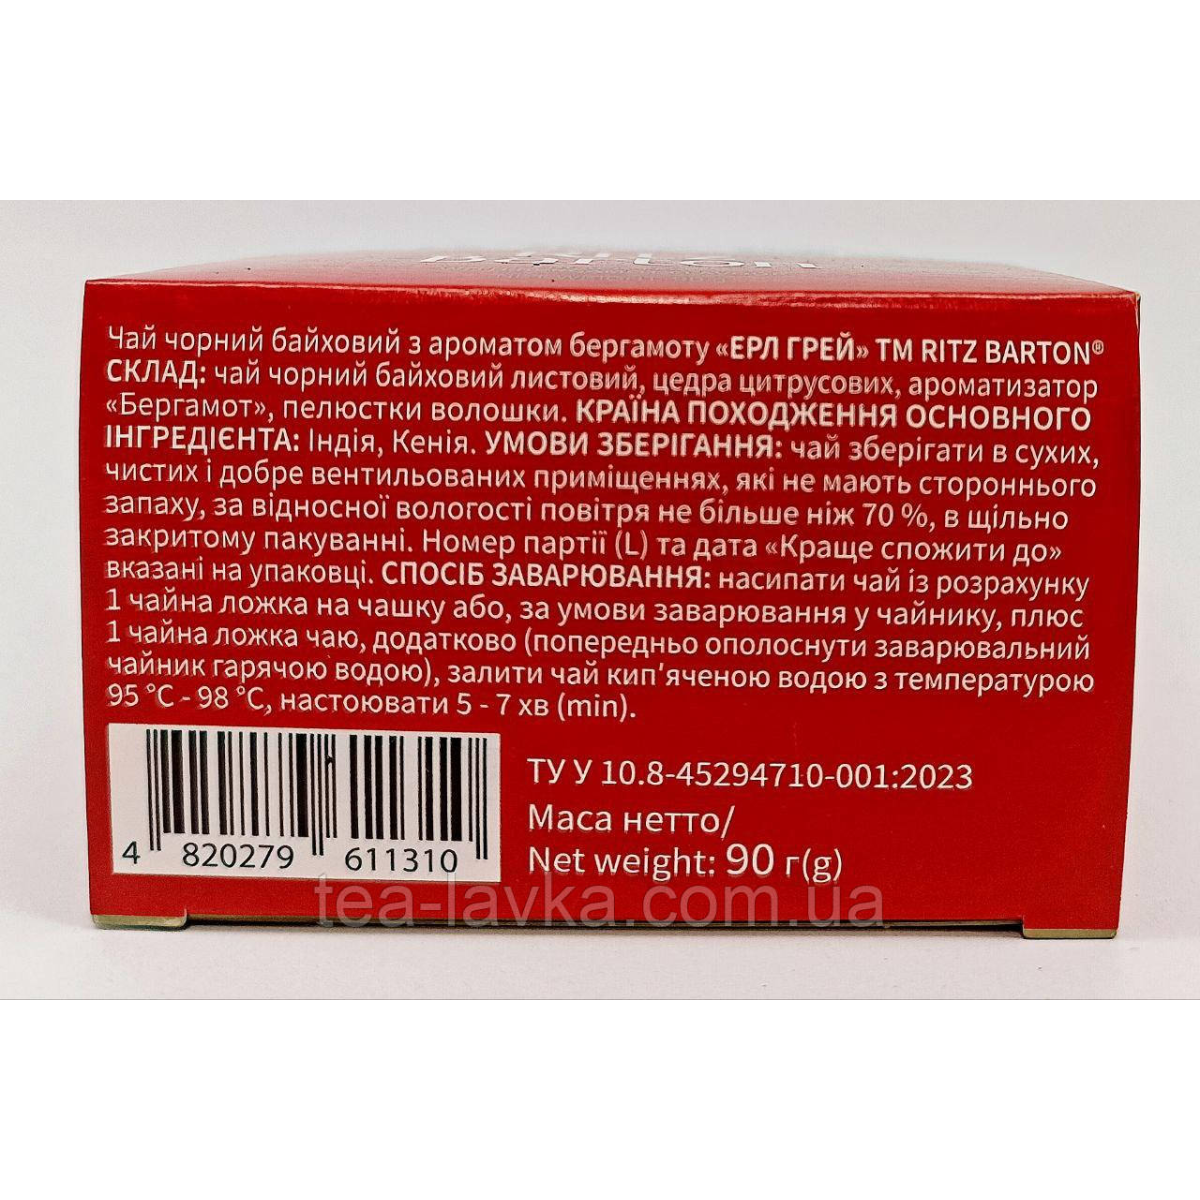 Barton
Чай чорний байховий з ароматом бергамоту «ЕРЛ ГРЕЙ» ТМ RITZ BARTON®
СКЛАД: чай чорний байховий листовий, цедра цитрусових, ароматизатор
«Бергамот», пелюстки волошки. КРАЇНА ПОХОДЖЕННЯ ОСНОВНОГО
ІНГРЕДІЄНТА: Індія, Кенія. УМОВИ ЗБЕРІГАННЯ: чай зберігати в сухих,
чистих і добре вентильованих приміщеннях, які не мають стороннього
запаху, за відносної вологості повітря не більше ніж 70 %, в щільно
закритому пакуванні. Номер партії (L) та дата «Краще спожити до»
вказані на упаковці. СПОСІБ ЗАВАРЮВАННЯ: насипати чай із розрахунку
1 чайна ложка на чашку або, за умови заварювання у чайнику, плюс
1 чайна ложка чаю, додатково (попередньо ополоснути заварювальний
чайник гарячою водою), залити чай кип'яченою водою з температурою
95 °С - 98 °С, настоювати 5 - 7 хв (min).
ТУ У 10.8-45294710-001:2023
Маса нетто/
Net weight: 90 г(g)
4 820279 611310
tea-lavka.com.ua